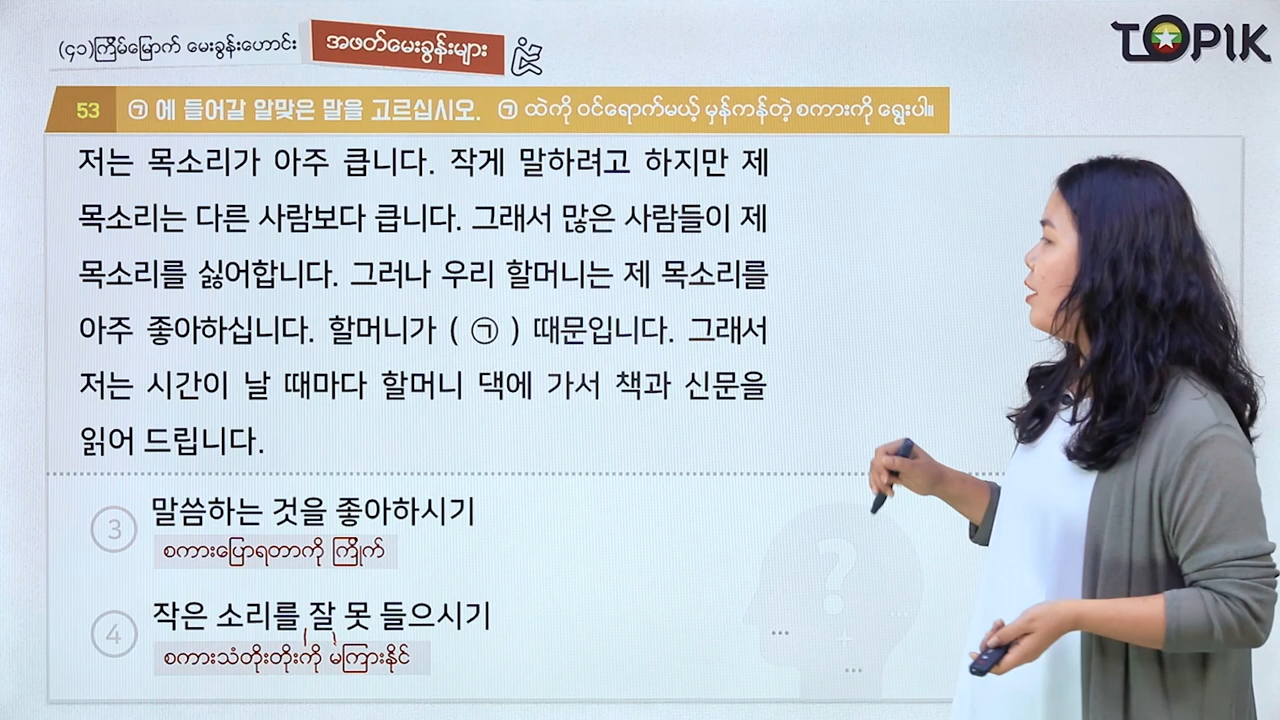 (၄၁)ကြိမ်မြောက် မေးခွန်းဟောင်း အဖတ်မေးခွန်းများ
TOPIK
53 ㉠ 에 들어갈 알맞은 말을 고르십시오. ㉠ ထဲကို ဝင်ရောက်မယ့် မှန်ကန်တဲ့ စကားကို ရွေးပါ။
저는 목소리가 아주 큽니다. 작게 말하려고 하지만 제
목소리는 다른 사람보다 큽니다. 그래서 많은 사람들이 제
목소리를 싫어합니다. 그러나 우리 할머니는 제 목소리를
아주 좋아하십니다. 할머니가 ( ㉠ ) 때문입니다. 그래서
저는 시간이 날 때마다 할머니 댁에 가서 책과 신문을
읽어 드립니다.
3 말씀하는 것을 좋아하시기
စကားပြောရတာကို ကြိုက်
4 작은 소리를 잘 못 들으시기
စကားသံတိုးတိုးကို မကြားနိုင်
?